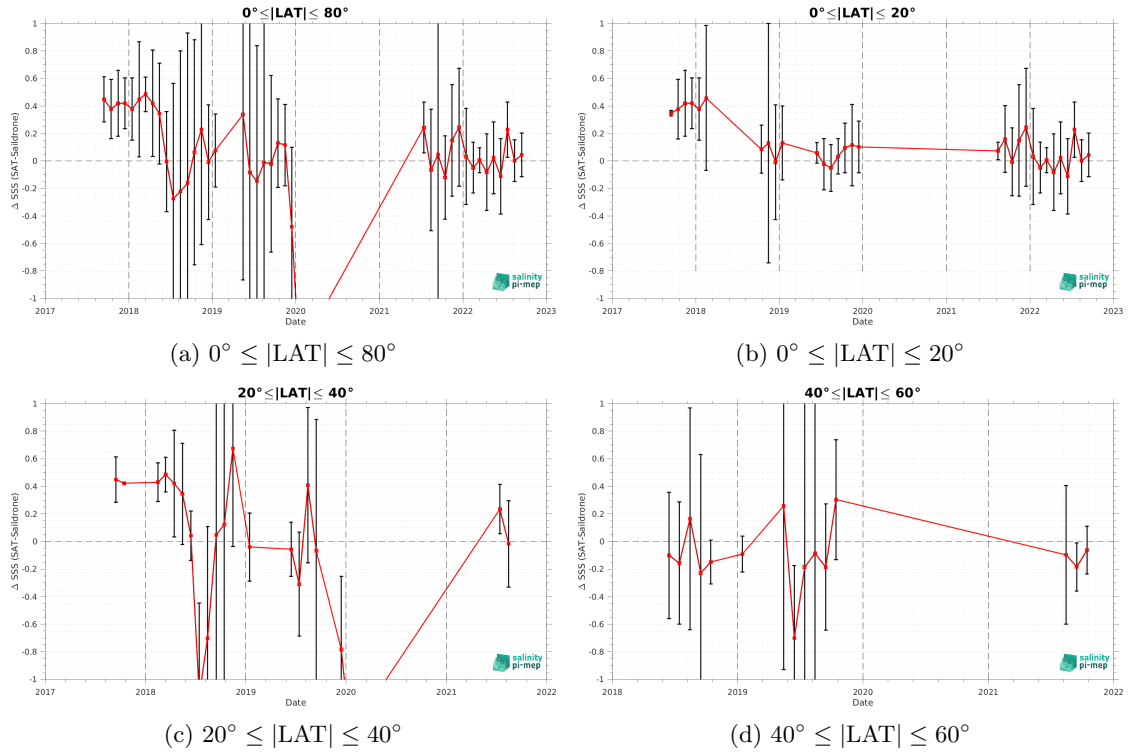 0°≤|LAT|≤ 80°
1
0.8
0.6
0.4
0.2
0
-0.2
-0.4
-0.6
-0.8
-1
Δ SSS (SAT-Saildrone)
2017
2018
2019
2020
2021
2022
2023
Date
salinity
pi-mep
(a) 0° ≤ |LAT| ≤ 80°
0°≤|LAT|≤ 20°
1
0.8
0.6
0.4
0.2
0
-0.2
-0.4
-0.6
-0.8
-1
Δ SSS (SAT-Saildrone)
2017
2018
2019
2020
2021
2022
2023
Date
salinity
pi-mep
(b) 0° ≤ |LAT| ≤ 20°
20°≤|LAT|≤ 40°
1
0.8
0.6
0.4
0.2
0
-0.2
-0.4
-0.6
-0.8
-1
Δ SSS (SAT-Saildrone)
2017
2018
2019
2020
2021
2022
Date
salinity
pi-mep
(c) 20° ≤ |LAT| ≤ 40°
40°≤|LAT|≤ 60°
1
0.8
0.6
0.4
0.2
0
-0.2
-0.4
-0.6
-0.8
-1
Δ SSS (SAT-Saildrone)
2018
2019
2020
2021
2022
Date
salinity
pi-mep
(d) 40° ≤ |LAT| ≤ 60°